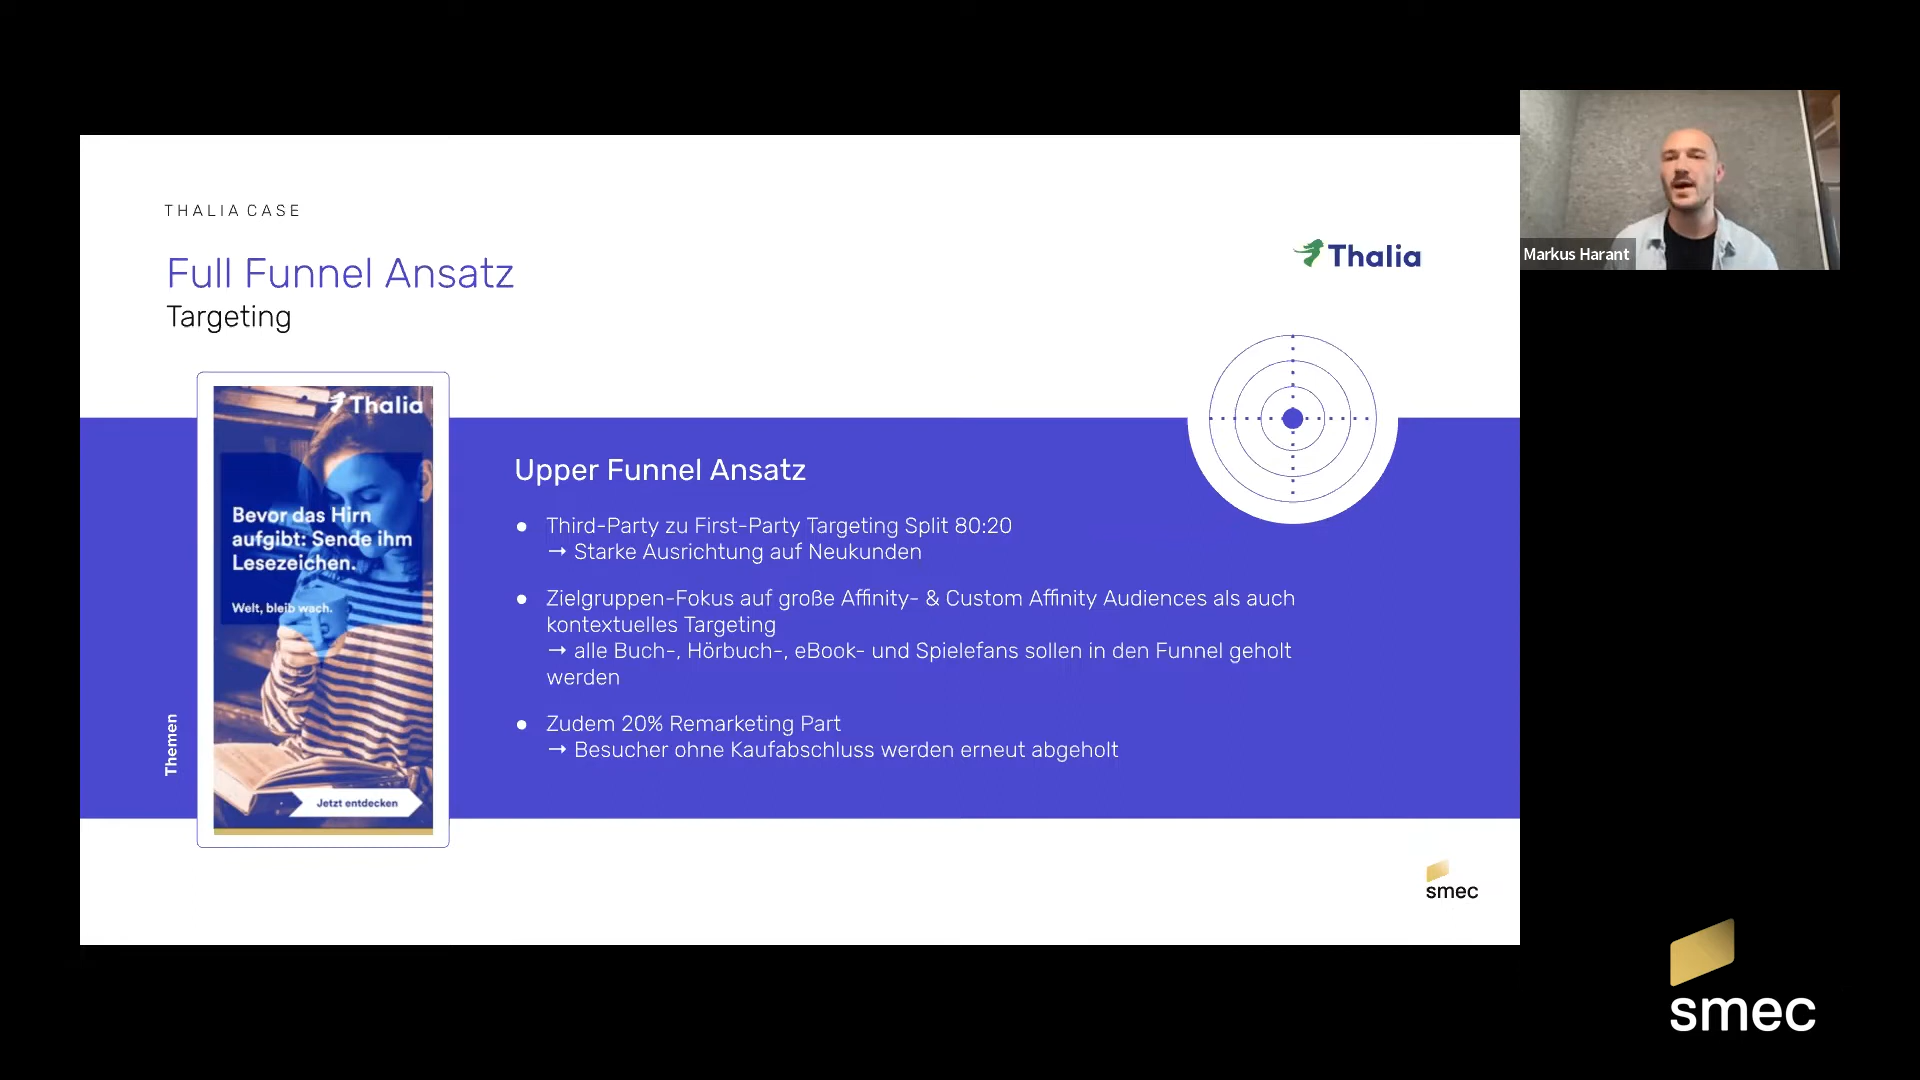 THALIA CASE
Full Funnel Ansatz
Targeting
Thalia
Thalia
Bevor das Hirn
aufgibt: Sende ihm
Lesezeichen.
Welt, bleib wach.
Jetzt entdecken
Themen
Upper Funnel Ansatz
● Third-Party zu First-Party Targeting Split 80:20
→ Starke Ausrichtung auf Neukunden
● Zielgruppen-Fokus auf große Affinity- & Custom Affinity Audiences als auch
kontextuelles Targeting
→ alle Buch-, Hörbuch-, eBook- und Spielefans sollen in den Funnel geholt
werden
● Zudem 20% Remarketing Part
→ Besucher ohne Kaufabschluss werden erneut abgeholt
smec
Markus Harant
smec